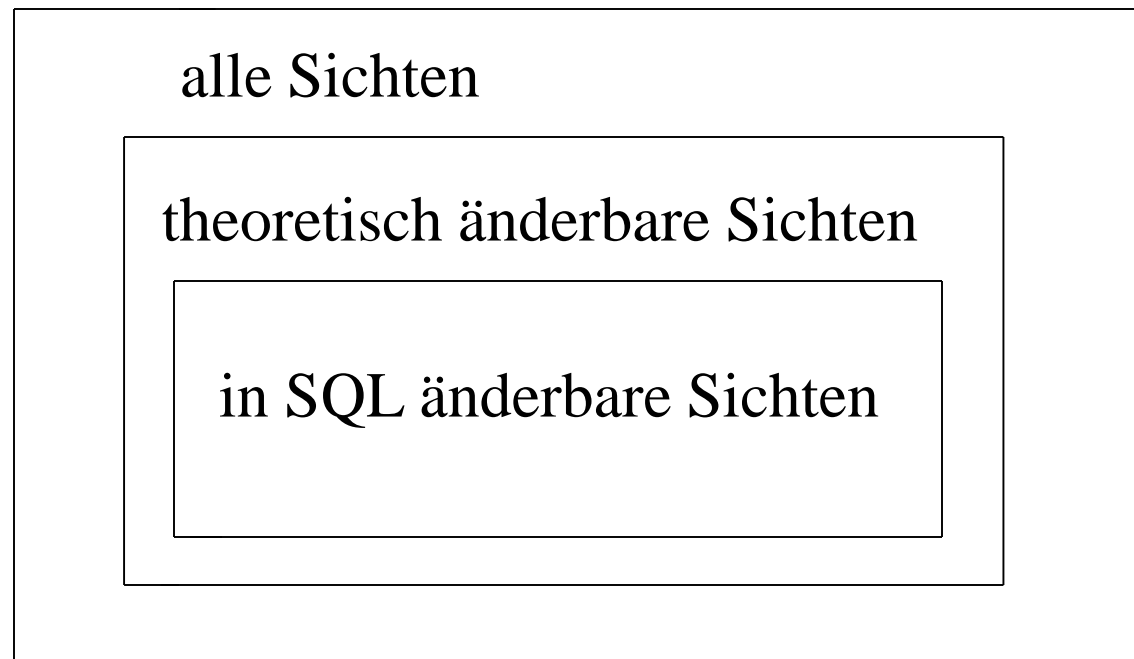 alle Sichten
theoretisch änderbare Sichten
in SQL änderbare Sichten